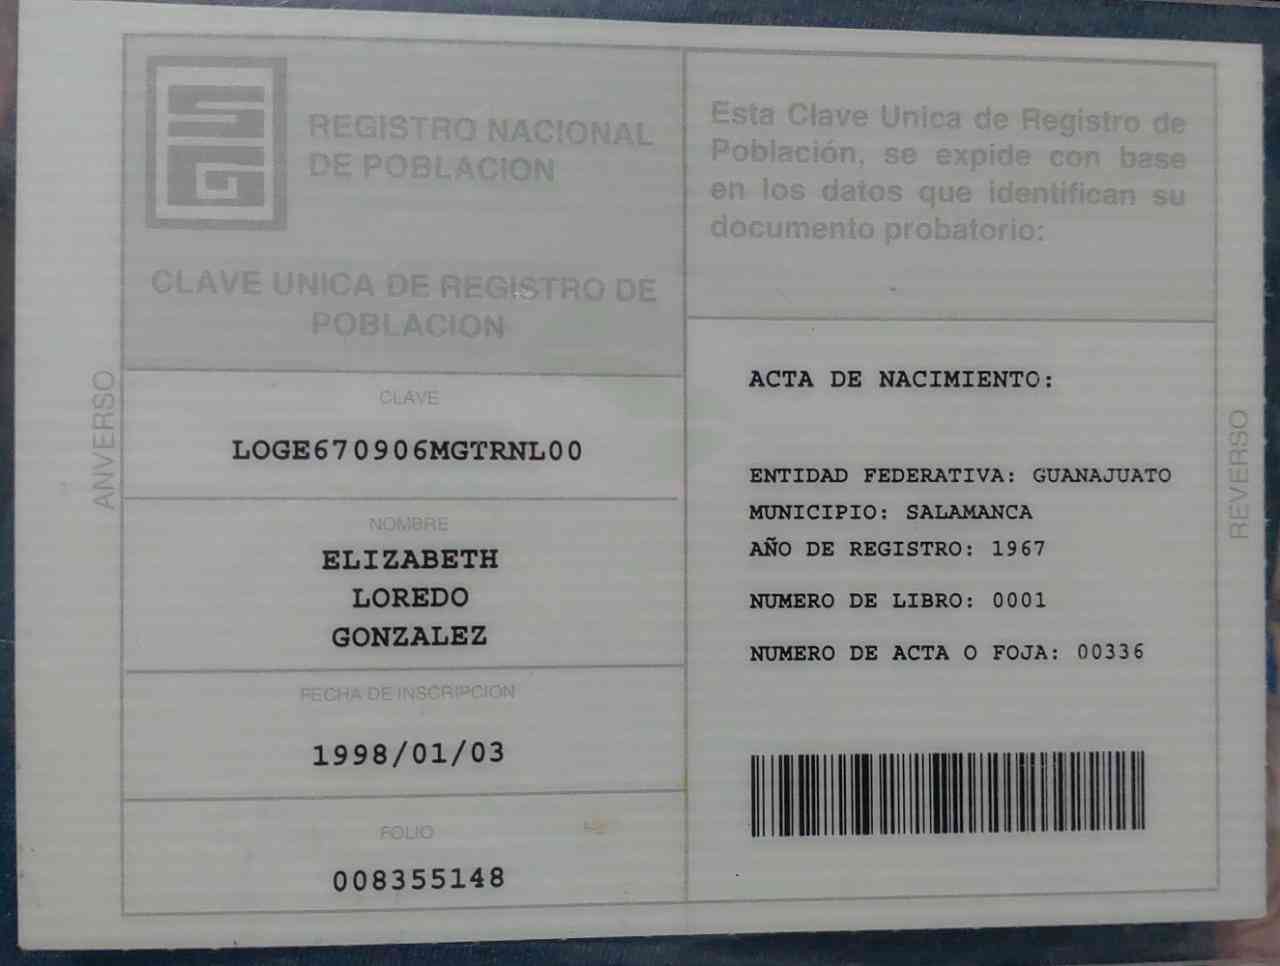 REGISTRO NACIONAL
DE POBLACION
CLAVE UNICA DE REGISTRO DE
POBLACION
ANVERSO
CLAVE
LOGE670906MGTRNL00
NOMBRE
ELIZABETH
LOREDO
GONZALEZ
FECHA DE INSCRIPCION
1998/01/03
FOLIO
008355148
Esta Clave Unica de Registro de
Población, se expide con base
en los datos que identifican su
documento probatorio:
ACTA DE NACIMIENTO:
ENTIDAD FEDERATIVA: GUANAJUATO
MUNICIPIO: SALAMANCA
AÑO DE REGISTRO: 1967
NUMERO DE LIBRO: 0001
NUMERO DE ACTA O FOJA: 00336
REVERSO